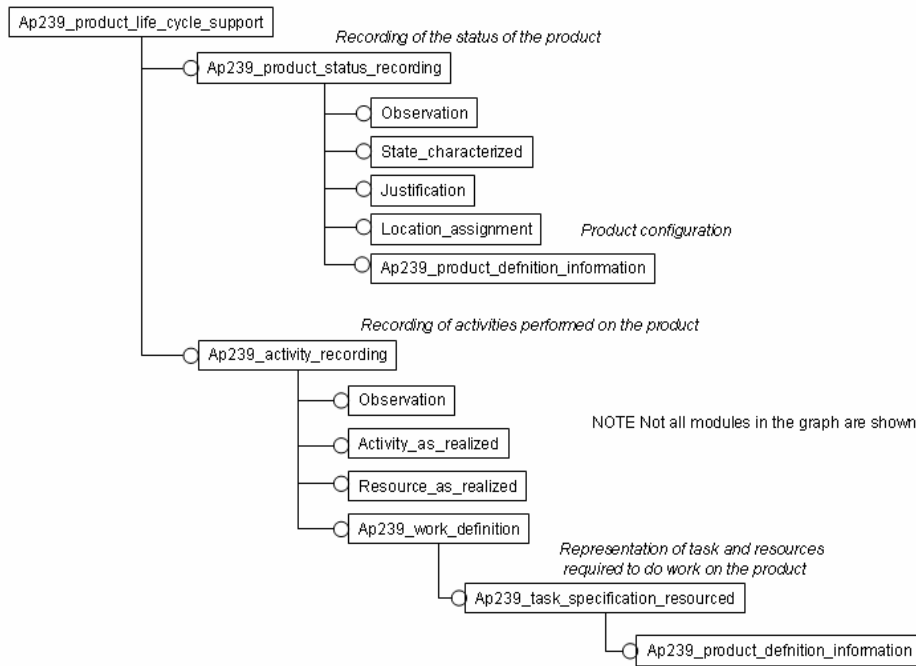 Ap239_product_life_cycle_support
Recording of the status of the product
Ap239_product_status_recording
Observation
State_characterized
Justification
Location_assignment
Product configuration
Ap239_product_defnition_information
Recording of activities performed on the product
Ap239_activity_recording
Observation
NOTE Not all modules in the graph are shown
Activity_as_realized
Resource_as_realized
Ap239_work_definition
Representation of task and resources
required to do work on the product
Ap239_task_specification_resourced
Ap239_product_defnition_information